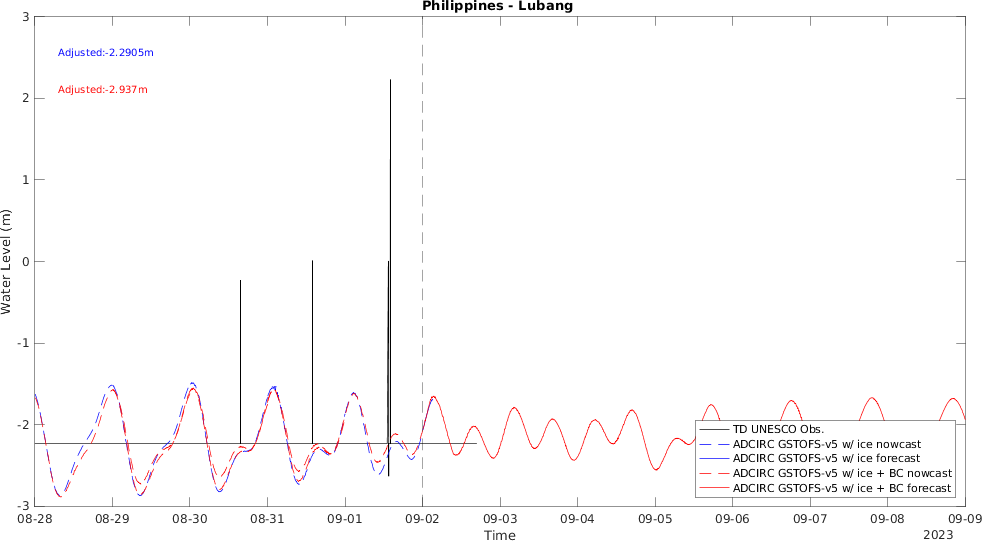 Philippines - Lubang
Adjusted:-2.2905m
Adjusted:-2.937m
Water Level (m)
3
2
1
0
-1
-2
-3
TD UNESCO Obs.
ADCIRC GSTOFS-v5 w/ ice nowcast
ADCIRC GSTOFS-v5 w/ ice forecast
ADCIRC GSTOFS-v5 w/ ice + BC nowcast
ADCIRC GSTOFS-v5 w/ ice + BC forecast
08-28 08-29 08-30 08-31 09-01 09-02 09-03 09-04 09-05 09-06 09-07 09-08 09-09
Time
2023